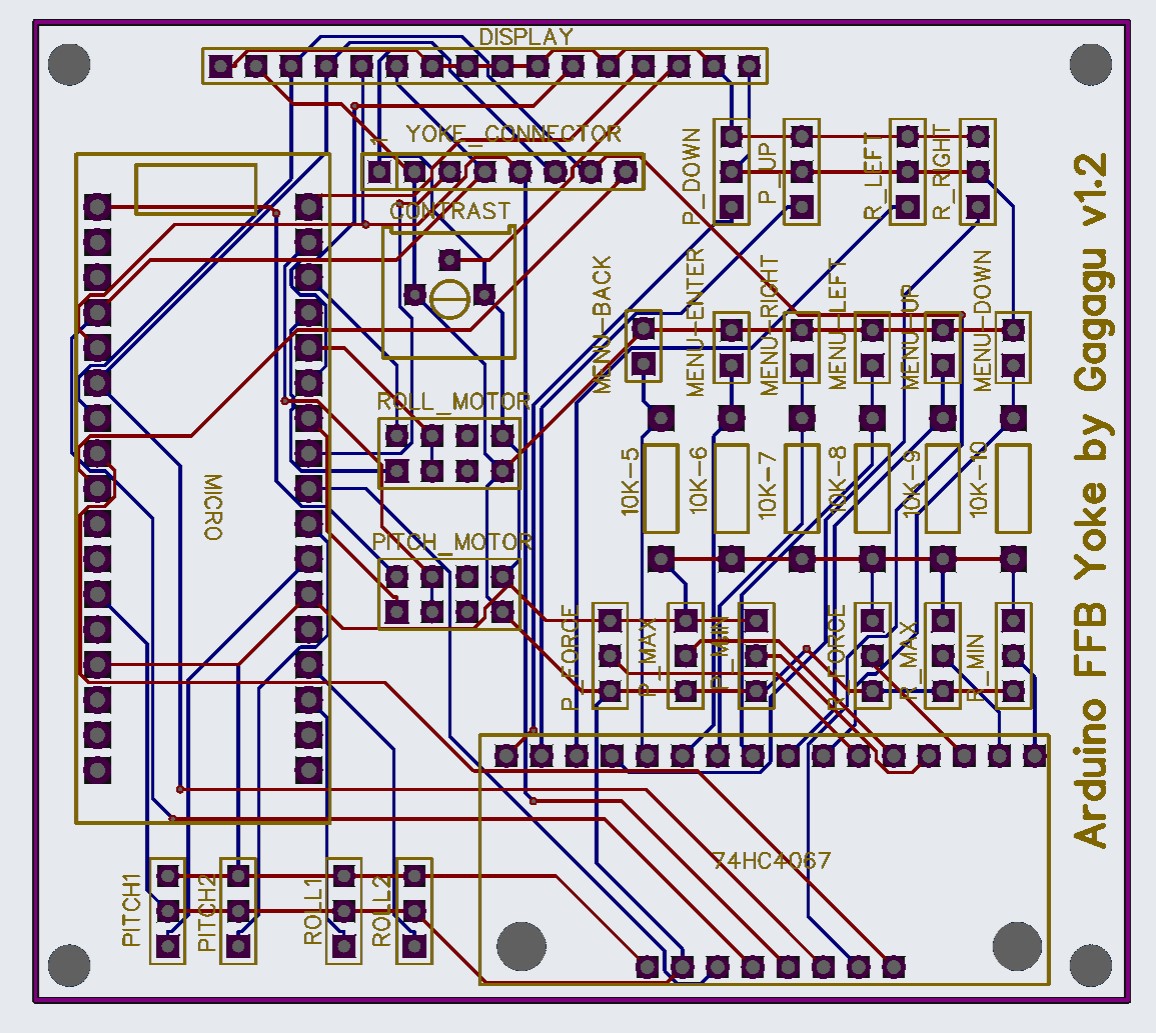 DISPLAY
1
YOKE_CONNECTOR
P_DOWN
P_UP
R_LEFT
R_RIGHT
CONTRAST
MENU-BACK
MENU-ENTER
MENU-RIGHT
MENU-LEFT
MENU-UP
MENU-DOWN
ROLL_MOTOR
10K-5
10K-6
10K-7
10K-8
10K-9
10K-10
MICRO
PITCH_MOTOR
P_FORCE
P_MAX
P_MIN
R_FORCE
R_MAX
R_MIN
74HC4067
PITCH1
PITCH2
ROLL1
ROLL2
Arduino FFB Yoke by Gagagu v1.2